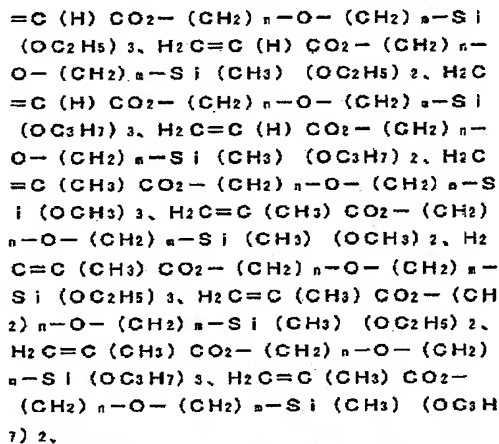 =C (H) CO2- (CH2) n-O- (CH2) m-Si
(OC2H5) 3、H2C=C (H) CO2- (CH2) n-
O- (CH2) m-Si (CH3) (OC2H5) 2、H2C
=C (H) CO2- (CH2) n-O- (CH2) m-Si
(OC3H7) 3、H2C=C (H) CO2- (CH2) n-
O- (CH2) m-Si (CH3) (OC3H7) 2、H2C
=C (CH3) CO2- (CH2) n-O- (CH2) m-S
i (OCH3) 3、H2C=C (CH3) CO2- (CH2)
n-O- (CH2) m-Si (CH3) (OCH3) 2、H2
C=C (CH3) CO2- (CH2) n-O- (CH2) m-
Si (OC2H5) 3、H2C=C (CH3) CO2- (CH
2) n-O- (CH2) m-Si (CH3) (OC2H5) 2、
H2C=C (CH3) CO2- (CH2) n-O- (CH2)
m-Si (OC3H7) 3、H2C=C (CH3) CO2-
(CH2) n-O- (CH2) m-Si (CH3) (OC3H
7) 2、